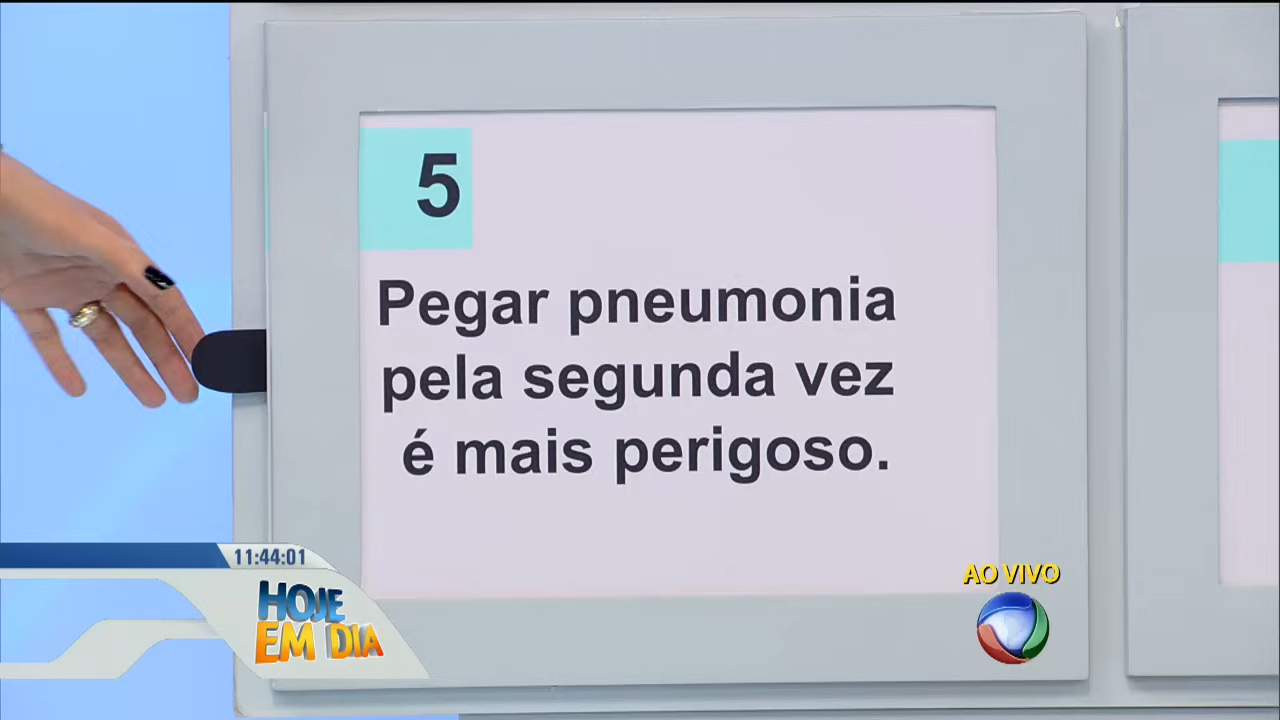 5
Pegar pneumonia
pela segunda vez
é mais perigoso.
11:44:01
HOJE
EM DIA
AO VIVO